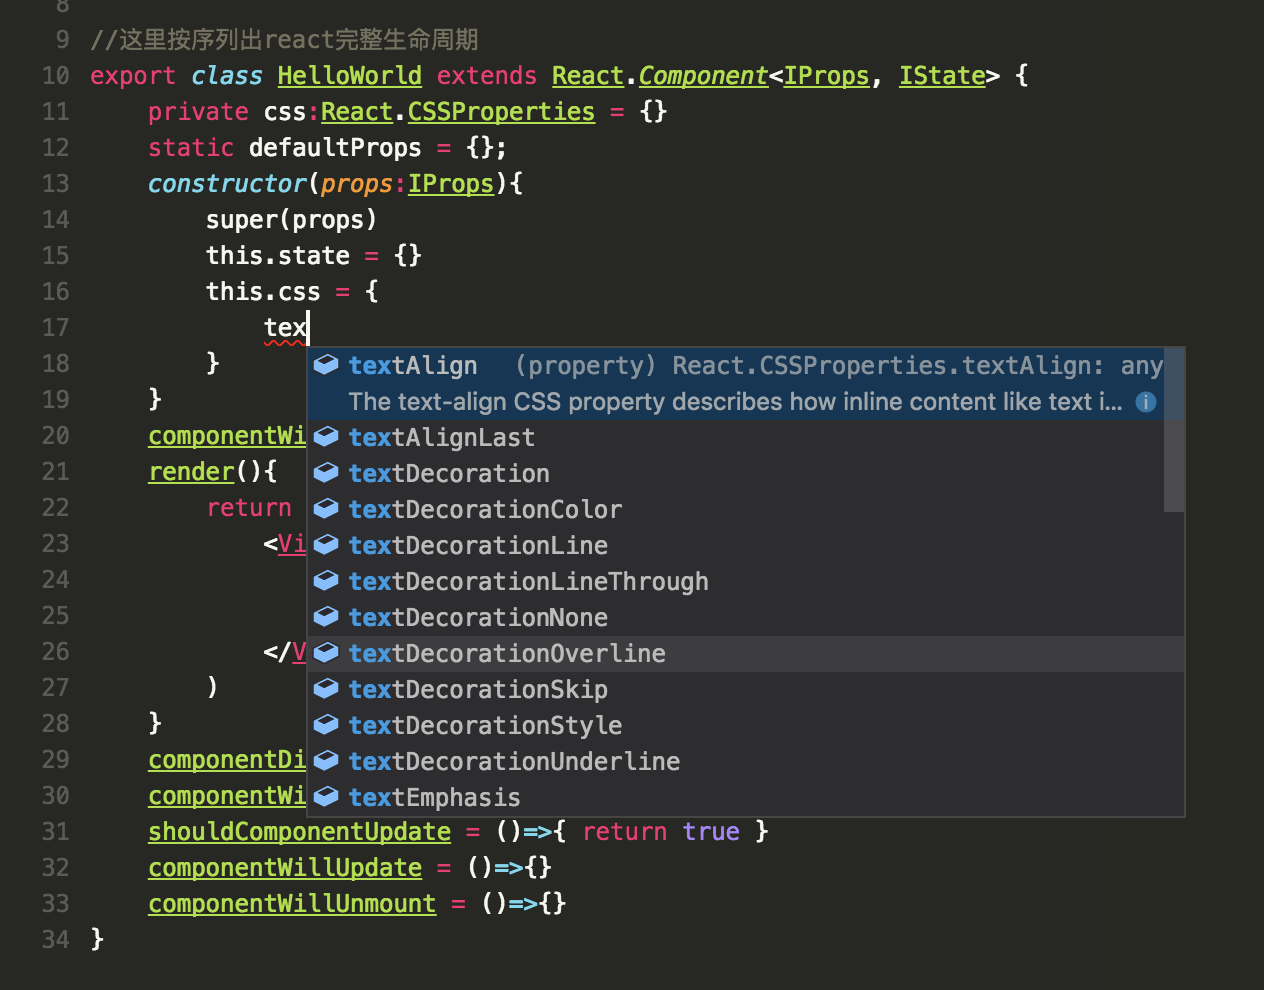 8
9 //这里按序列出react完整生命周期
10 export class HelloWorld extends React.Component<IProps, IState> {
11 private css:React.CSSProperties = {}
12 static defaultProps = {};
13 constructor(props:IProps){
14 super(props)
15 this.state = {}
16 this.css = {
17 tex
18 }
textAlign (property) React.CSSProperties.textAlign: any
19 }
The text-align CSS property describes how inline content like text i...
20 componentWi
textAlignLast
21 render(){
textDecoration
22 return
textDecorationColor
23 <Vi
textDecorationLine
24
textDecorationLineThrough
25
textDecorationNone
26 </V
textDecorationOverline
27 )
textDecorationSkip
28 }
textDecorationStyle
29 componentDi
textDecorationUnderline
30 componentWi
textEmphasis
31 shouldComponentUpdate = ()=>{ return true }
32 componentWillUpdate = ()=>{}
33 componentWillUnmount = ()=>{}
34 }